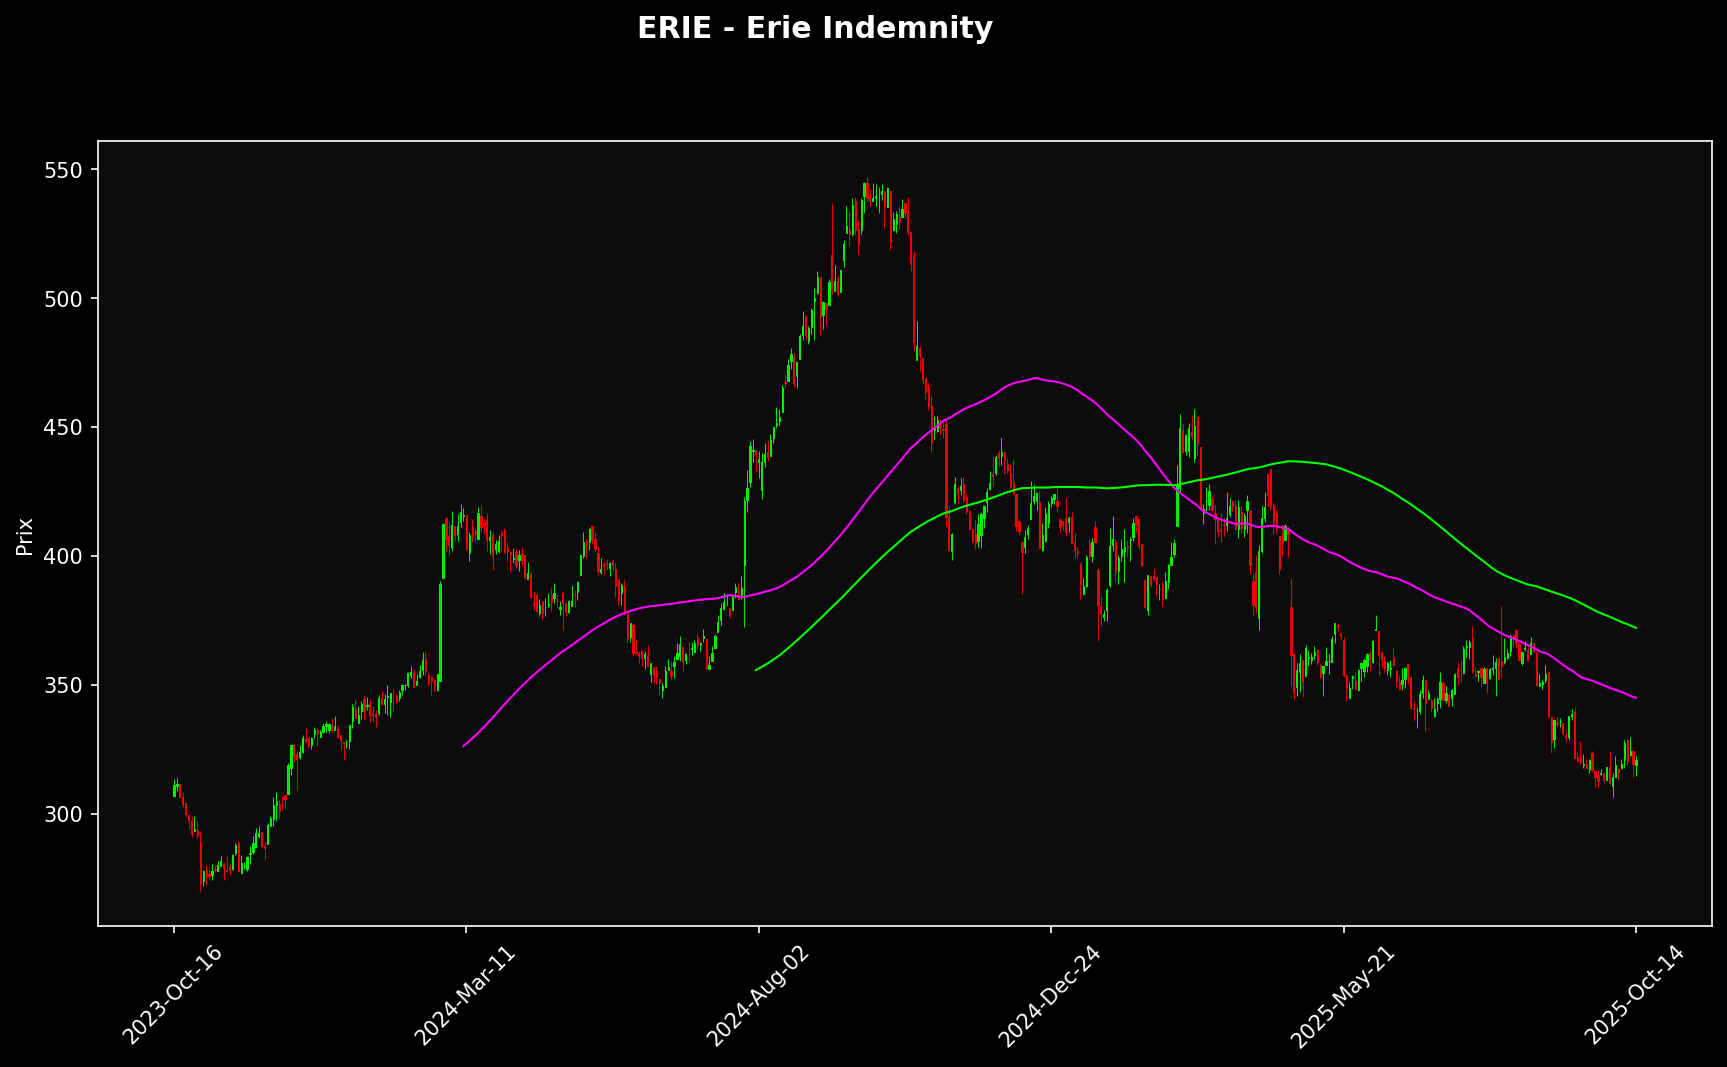 ERIE - Erie Indemnity
Prix
550
500
450
400
350
300
2023-Oct-16
2024-Mar-11
2024-Aug-02
2024-Dec-24
2025-May-21
2025-Oct-14